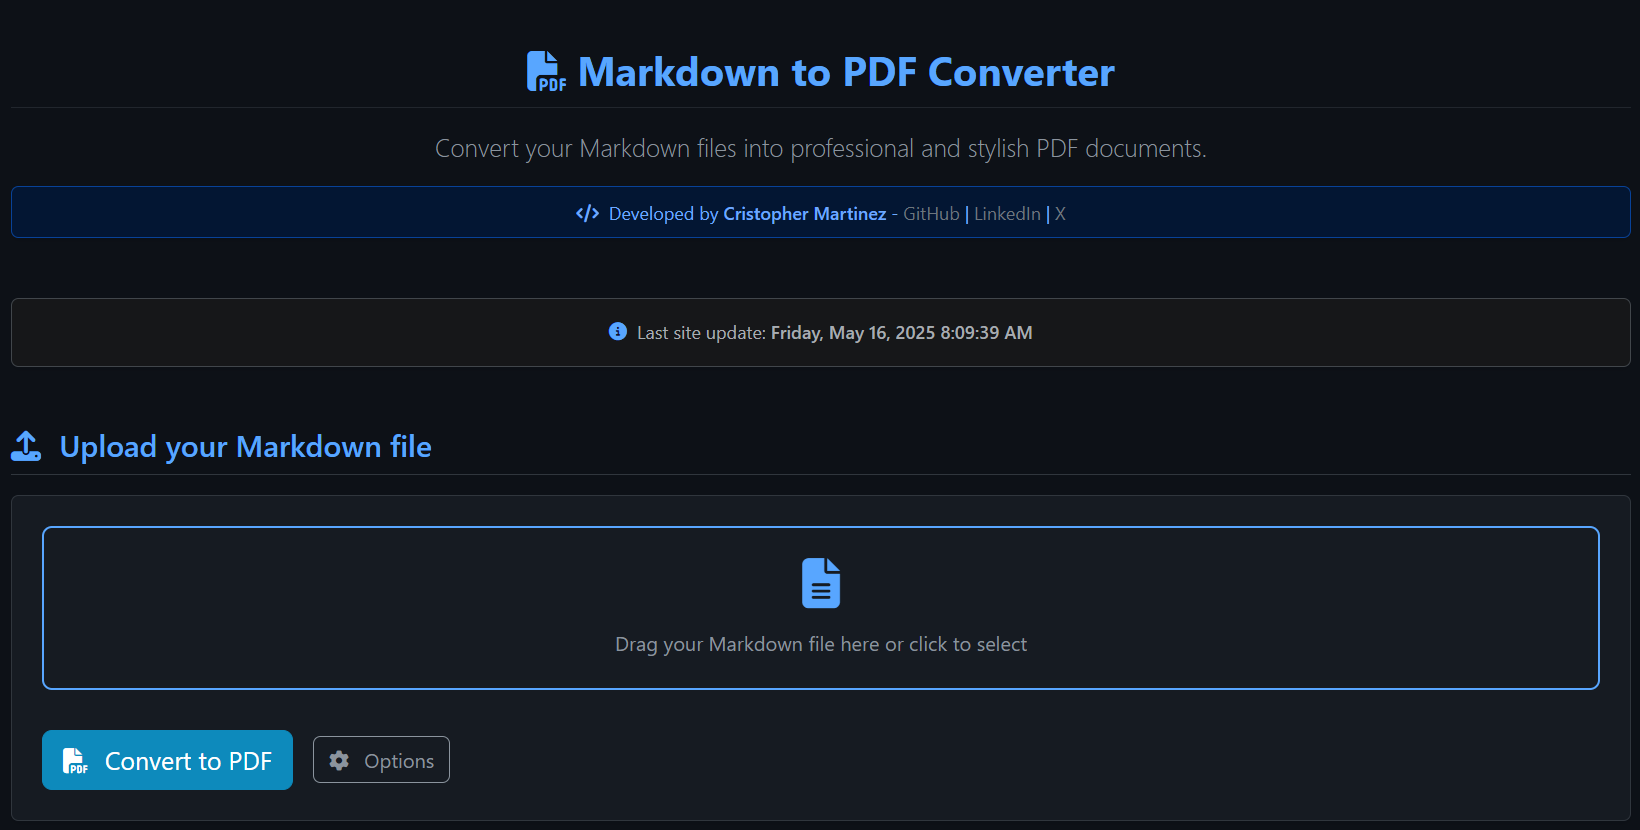 PDF Markdown to PDF Converter
Convert your Markdown files into professional and stylish PDF documents.
</> Developed by Cristopher Martinez - GitHub | LinkedIn | X
Last site update: Friday, May 16, 2025 8:09:39 AM
Upload your Markdown file
Drag your Markdown file here or click to select
PDF Convert to PDF
Options